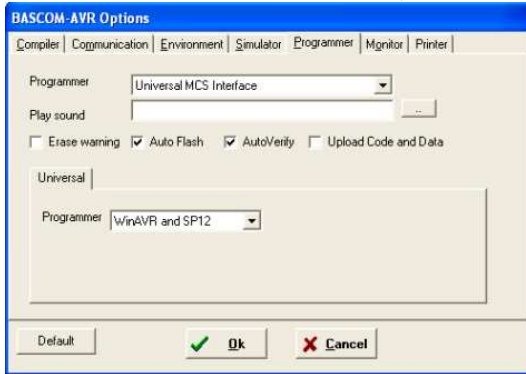 BASCOM-AVR Options
Compiler Communication Environment Simulator Programmer Monitor Printer
Programmer Universal MCS Interface
Play sound ..
Erase warning Auto Flash AutoVerify Upload Code and Data
Universal
Programmer WinAVR and SP12
Default Ok Cancel